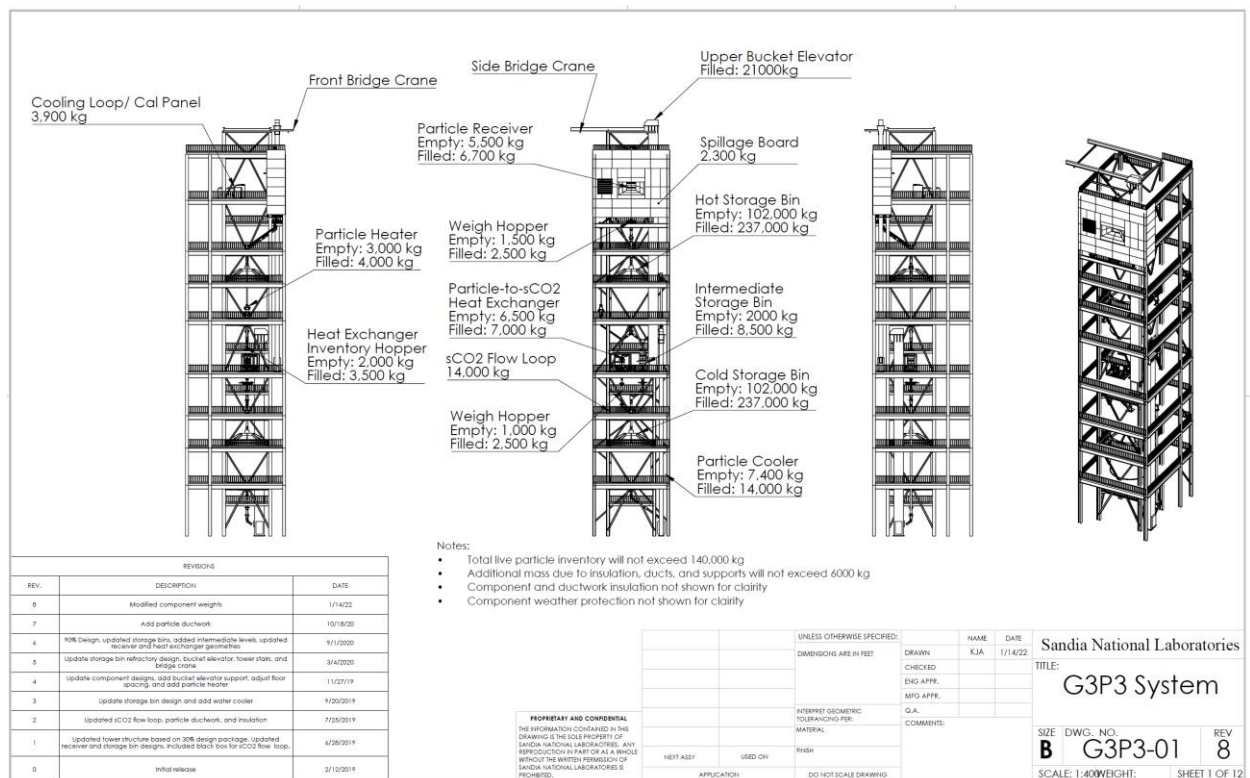 Upper Bucket Elevator
Filled: 21000kg
Side Bridge Crane
Front Bridge Crane
Cooling Loop/ Cal Panel
3,900 kg
Particle Receiver
Empty: 5,500 kg
Filled: 6,700 kg
Spillage Board
2,300 kg
Hot Storage Bin
Empty: 102,000 kg
Filled: 237,000 kg
Weigh Hopper
Empty: 1,500 kg
Filled: 2,500 kg
Particle Heater
Empty: 3,000 kg
Filled: 4,000 kg
Particle-to-sCO2
Heat Exchanger
Empty: 6,500 kg
Filled: 7,000 kg
Intermediate
Storage Bin
Empty: 2000 kg
Filled: 8,500 kg
Heat Exchanger
Inventory Hopper
Empty: 2,000 kg
Filled: 3,500 kg
sCO2 Flow Loop
14,000 kg
Cold Storage Bin
Empty: 102,000 kg
Filled: 237,000 kg
Weigh Hopper
Empty: 1,000 kg
Filled: 2,500 kg
Particle Cooler
Empty: 7,400 kg
Filled: 14,000 kg
Notes:
• Total live particle inventory will not exceed 140,000 kg
• Additional mass due to insulation, ducts, and supports will not exceed 6000 kg
• Component and ductwork insulation not shown for clairity
• Component weather protection not shown for clairity
REVISIONS
REV. DESCRIPTION DATE
8 Modified component weights 1/14/22
7 Add particle ductwork 10/18/20
6 90% Design, updated storage bins, added intermediate levels, updated
receiver and heat exchanger geometries 9/1/2020
5 Update storage bin refractory design, bucket elevator, tower stairs, and
bridge crane 3/4/2020
4 Update component designs, add bucket elevator support, adjust floor
spacing, and add particle heater 11/27/19
3 Update storage bin design and add water cooler 9/20/2019
2 Updated sCO2 flow loop, particle ductwork, and insulation 7/25/2019
1 Updated tower structure based on 30% design package. Updated
receiver and storage bin designs. Included black box for sCO2 flow loop. 6/28/2019
0 Initial release 2/12/2019
PROPRIETARY AND CONFIDENTIAL
THE INFORMATION CONTAINED IN THIS
DRAWING IS THE SOLE PROPERTY OF
SANDIA NATIONAL LABORAOTRIES. ANY
REPRODUCTION IN PART OR AS A WHOLE
WITHOUT THE WRITTEN PERMISSION OF
SANDIA NATIONAL LABORATORIES IS
PROHIBITED.
NEXT ASSY USED ON
APPLICATION
UNLESS OTHERWISE SPECIFIED:
DIMENSIONS ARE IN FEET
INTERPRET GEOMETRIC
TOLERANCING PER:
MATERIAL
FINISH
DO NOT SCALE DRAWING
NAME DATE
DRAWN KJA 1/14/22
CHECKED
ENG APPR.
MFG APPR.
Q.A.
COMMENTS:
Sandia National Laboratories
TITLE:
G3P3 System
SIZE DWG. NO. REV
B G3P3-01 8
SCALE: 1:400 WEIGHT: SHEET 1 OF 12